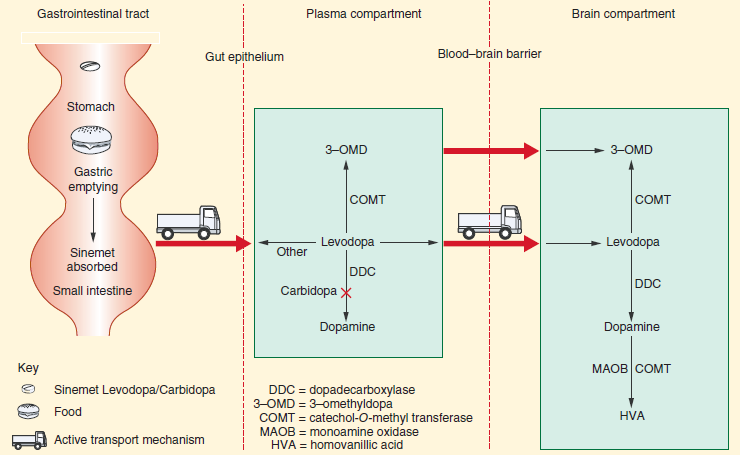 Gastrointestinal tract
Plasma compartment
Brain compartment
Gut epithelium
Blood–brain barrier
Stomach
Gastric
emptying
Sinemet
absorbed
Small intestine
3–OMD
COMT
Levodopa
Other
DDC
Carbidopa
Dopamine
3–OMD
COMT
Levodopa
DDC
Dopamine
MAOB COMT
HVA
Key
Sinemet Levodopa/Carbidopa
Food
Active transport mechanism
DDC = dopadecarboxylase
3–OMD = 3–omethyldopa
COMT = catechol-O-methyl transferase
MAOB = monoamine oxidase
HVA = homovanillic acid